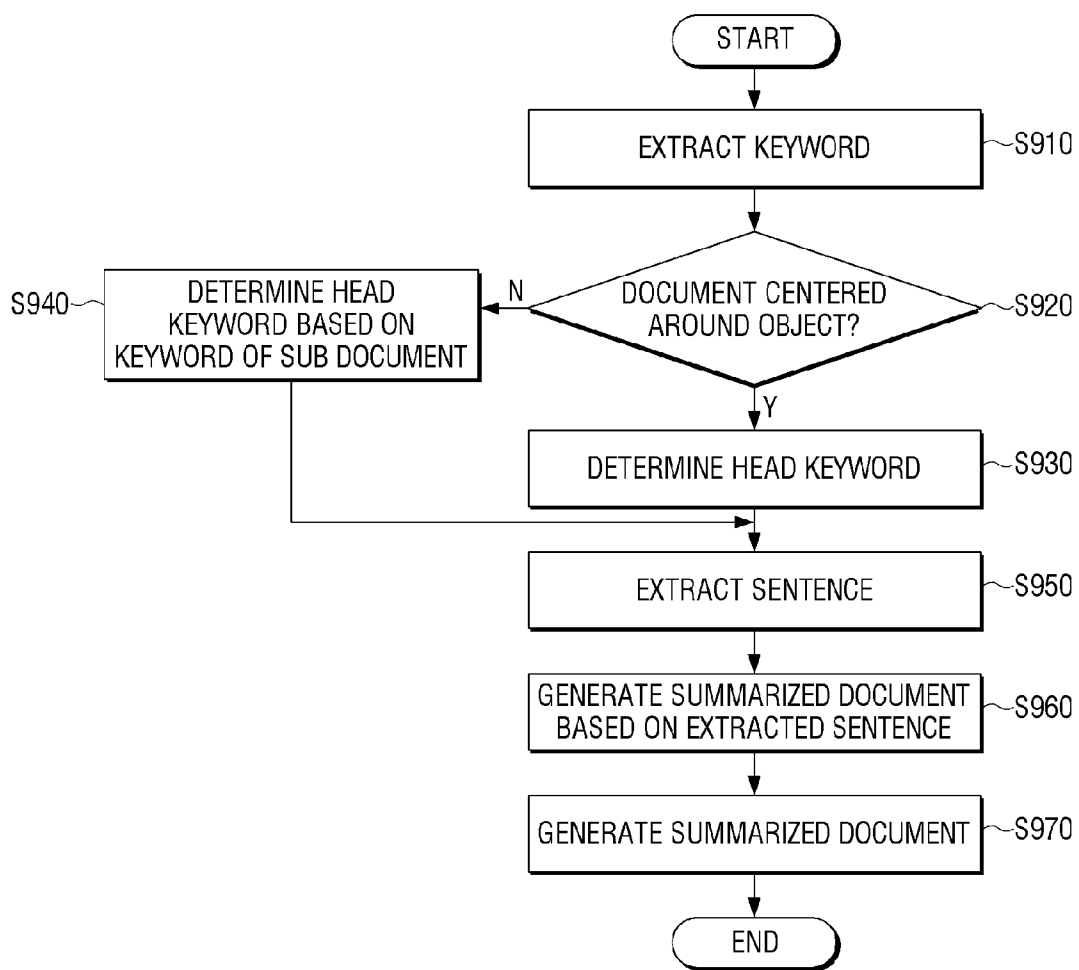 START
EXTRACT KEYWORD
S910
DOCUMENT CENTERED
AROUND OBJECT?
S920
N
Y
S940
DETERMINE HEAD
KEYWORD BASED ON
KEYWORD OF SUB DOCUMENT
DETERMINE HEAD KEYWORD
S930
EXTRACT SENTENCE
S950
GENERATE SUMMARIZED DOCUMENT
BASED ON EXTRACTED SENTENCE
S960
GENERATE SUMMARIZED DOCUMENT
S970
END